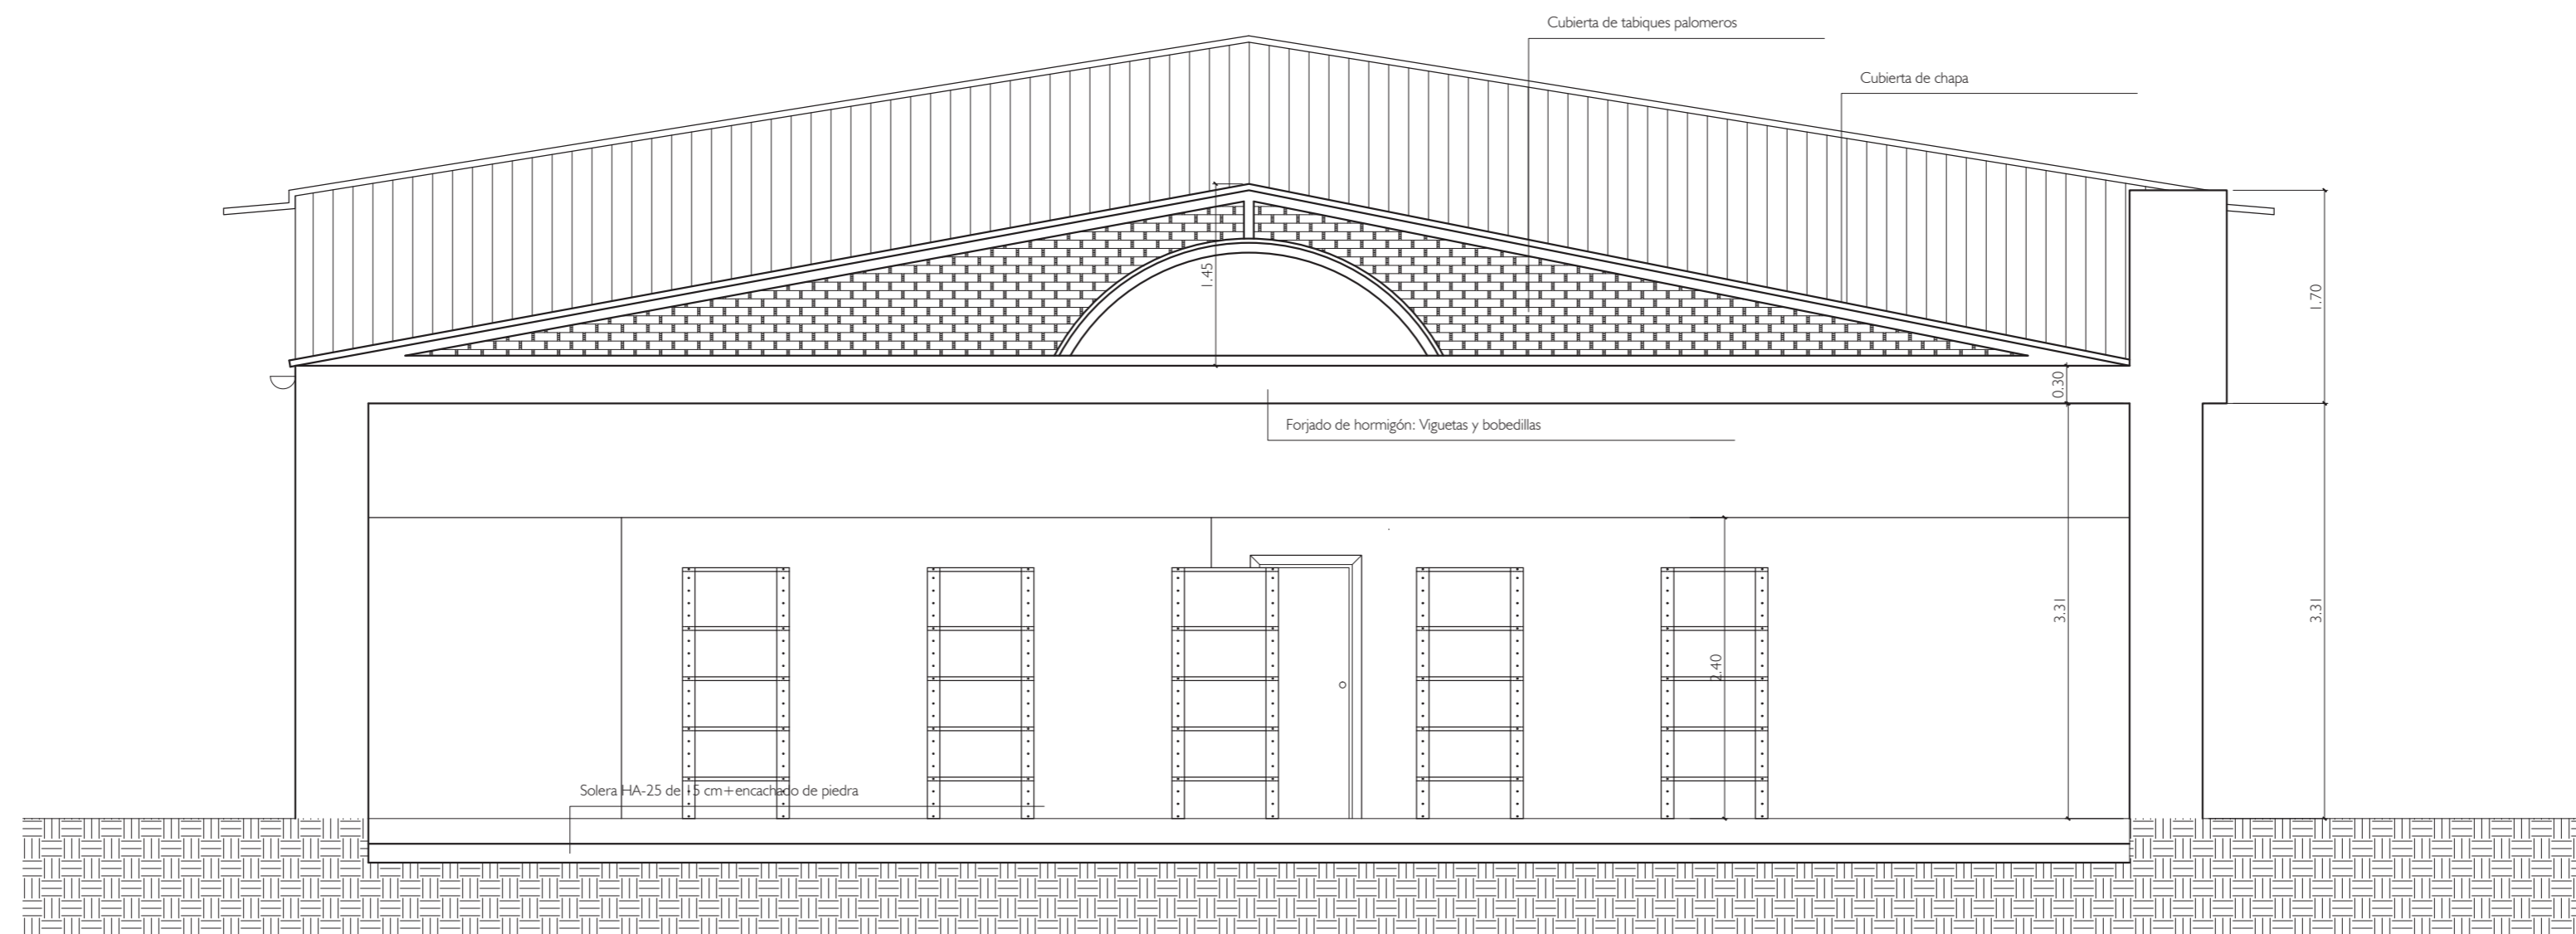 Cubierta de tabiques palomeros
Cubierta de chapa
1.45
1.70
0.30
Forjado de hormigón: Viguetas y bobedillas
3.31
3.31
2.40
Solera HA-25 de 15 cm+encachado de piedra